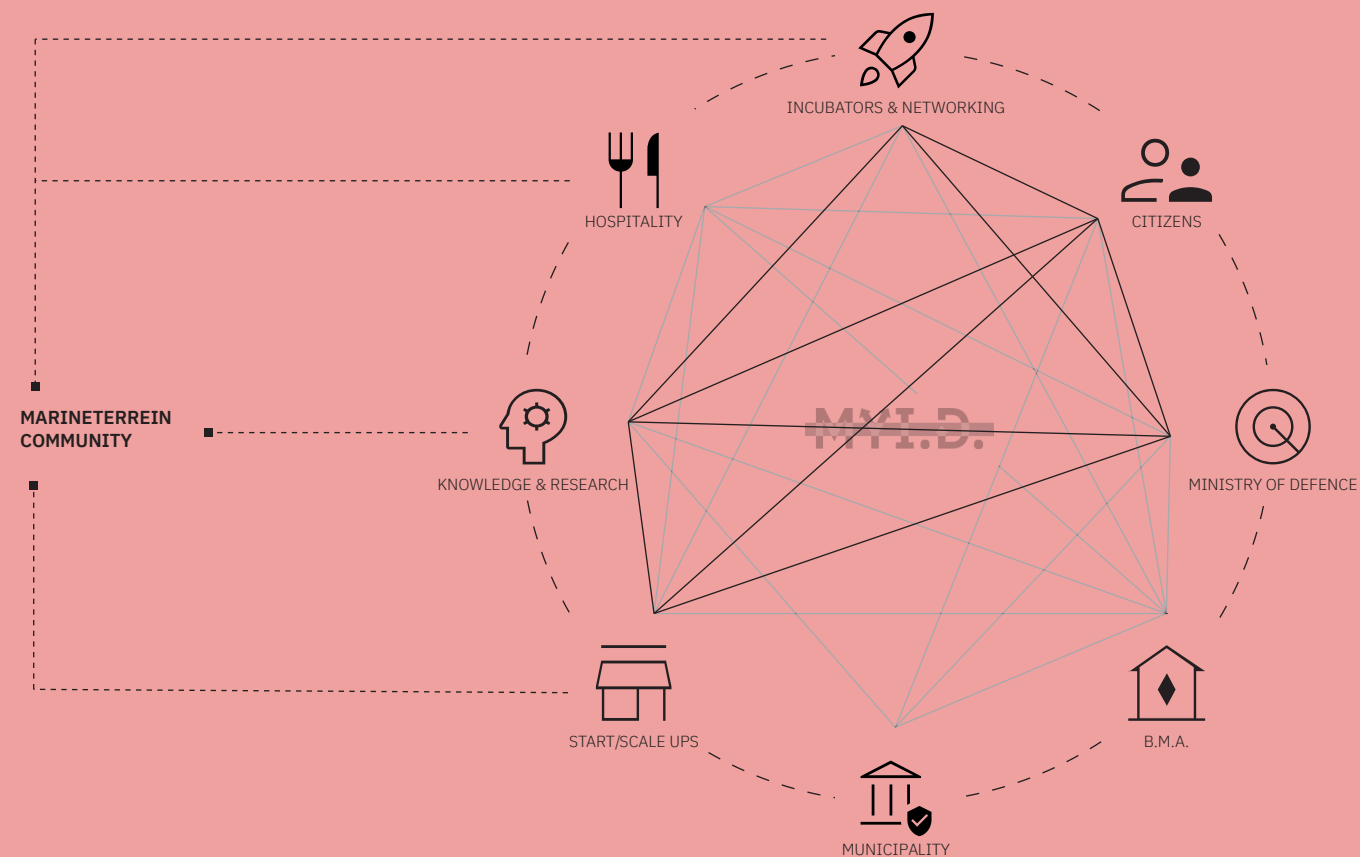 INCUBATORS & NETWORKING
HOSPITALITY
CITIZENS
MARINETERREIN
COMMUNITY
M.Y.I.D.
KNOWLEDGE & RESEARCH
MINISTRY OF DEFENCE
START/SCALE UPS
B.M.A.
MUNICIPALITY